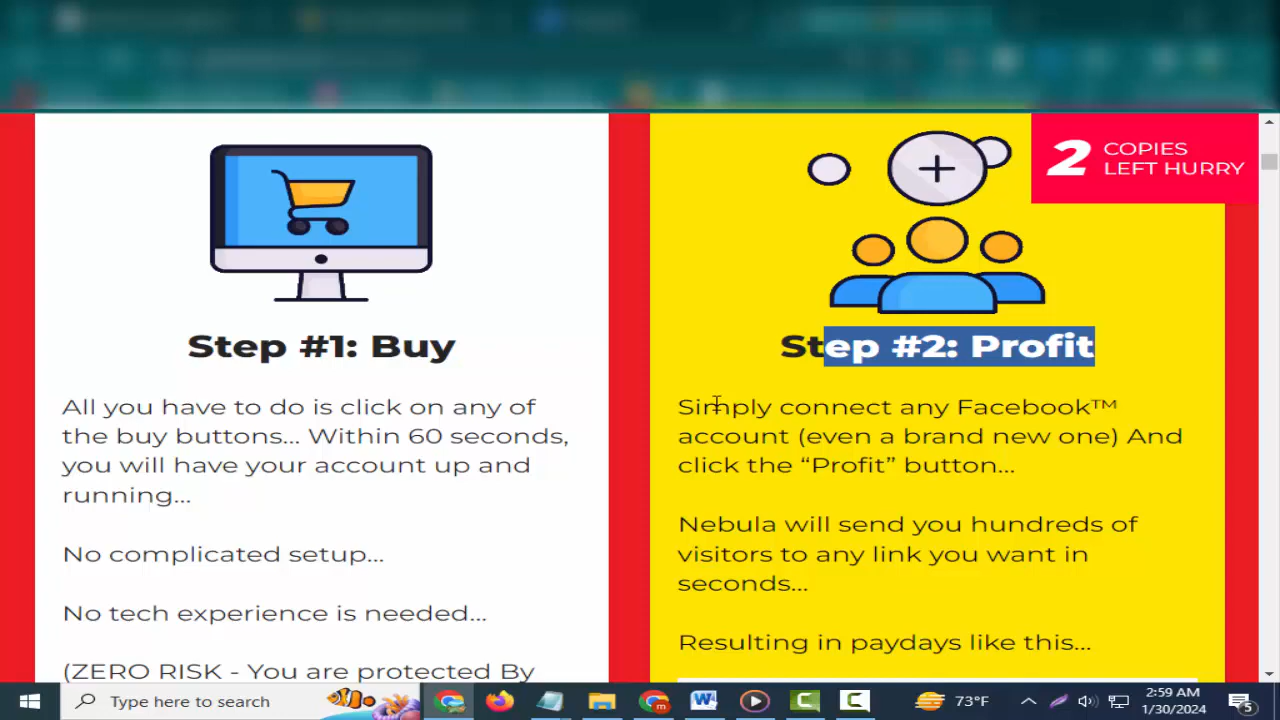 2 COPIES
LEFT HURRY
Step #1: Buy
All you have to do is click on any of
the buy buttons... Within 60 seconds,
you will have your account up and
running...
No complicated setup...
No tech experience is needed...
(ZERO RISK - You are protected By
Step #2: Profit
Simply connect any Facebook™
account (even a brand new one) And
click the “Profit” button...
Nebula will send you hundreds of
visitors to any link you want in
seconds...
Resulting in paydays like this...
Type here to search
73°F
2:59 AM
1/30/2024
5